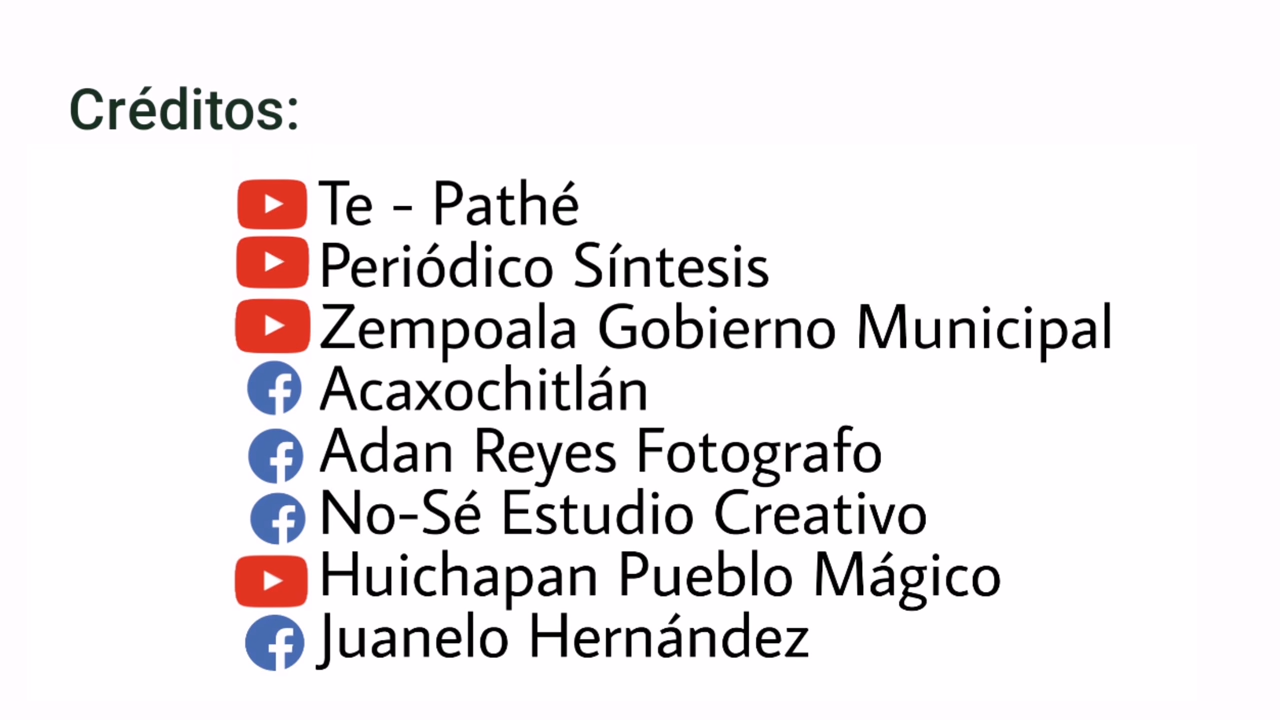 Créditos:
Te - Pathé
Periódico Síntesis
Zempoala Gobierno Municipal
Acaxochitlán
Adan Reyes Fotografo
No-Sé Estudio Creativo
Huichapan Pueblo Mágico
Juanelo Hernández